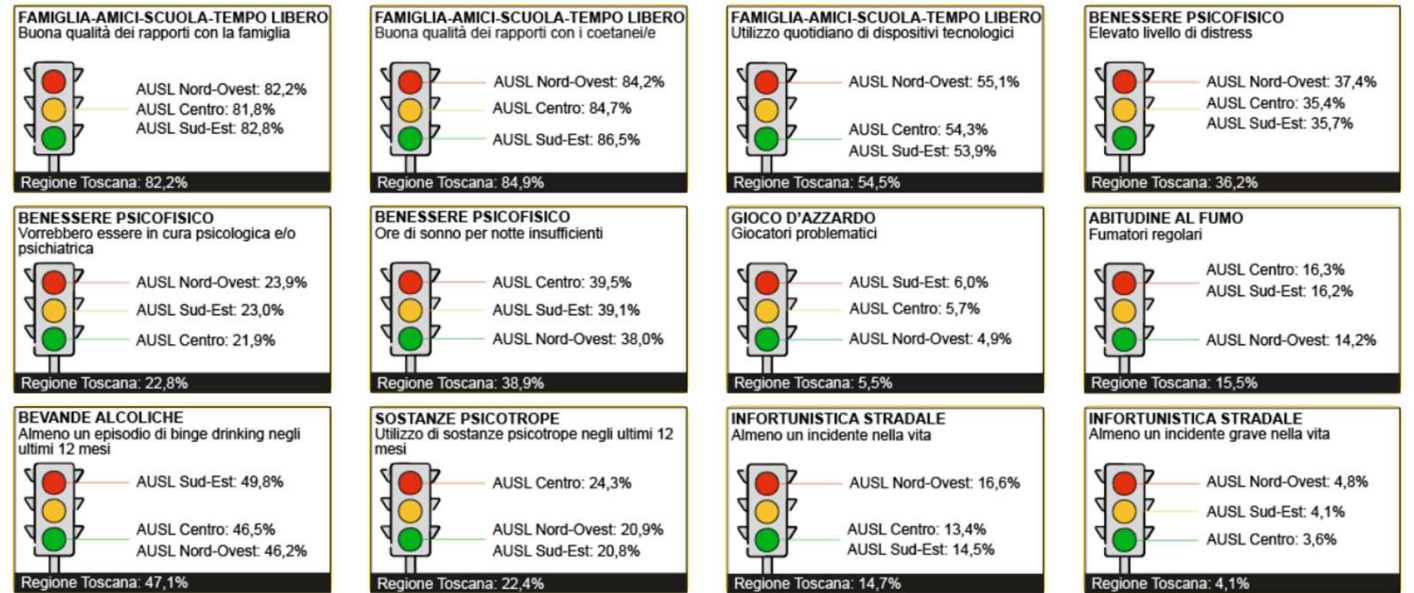 FAMIGLIA-AMICI-SCUOLA-TEMPO LIBERO
Buona qualità dei rapporti con la famiglia
AUSL Nord-Ovest: 82,2%
AUSL Centro: 81,8%
AUSL Sud-Est: 82,8%
Regione Toscana: 82,2%
FAMIGLIA-AMICI-SCUOLA-TEMPO LIBERO
Buona qualità dei rapporti con i coetanei/e
AUSL Nord-Ovest: 84,2%
AUSL Centro: 84,7%
AUSL Sud-Est: 86,5%
Regione Toscana: 84,9%
FAMIGLIA-AMICI-SCUOLA-TEMPO LIBERO
Utilizzo quotidiano di dispositivi tecnologici
AUSL Nord-Ovest: 55,1%
AUSL Centro: 54,3%
AUSL Sud-Est: 53,9%
Regione Toscana: 54,5%
BENESSERE PSICOFISICO
Elevato livello di distress
AUSL Nord-Ovest: 37,4%
AUSL Centro: 35,4%
AUSL Sud-Est: 35,7%
Regione Toscana: 36,2%
BENESSERE PSICOFISICO
Vorrebbero essere in cura psicologica e/o
psichiatrica
AUSL Nord-Ovest: 23,9%
AUSL Sud-Est: 23,0%
AUSL Centro: 21,9%
Regione Toscana: 22,8%
BENESSERE PSICOFISICO
Ore di sonno per notte insufficienti
AUSL Centro: 39,5%
AUSL Sud-Est: 39,1%
AUSL Nord-Ovest: 38,0%
Regione Toscana: 38,9%
GIOCO D'AZZARDO
Giocatori problematici
AUSL Sud-Est: 6,0%
AUSL Centro: 5,7%
AUSL Nord-Ovest: 4,9%
Regione Toscana: 5,5%
ABITUDINE AL FUMO
Fumatori regolari
AUSL Centro: 16,3%
AUSL Sud-Est: 16,2%
AUSL Nord-Ovest: 14,2%
Regione Toscana: 15,5%
BEVANDE ALCOLICHE
Almeno un episodio di binge drinking negli
ultimi 12 mesi
AUSL Sud-Est: 49,8%
AUSL Centro: 46,5%
AUSL Nord-Ovest: 46,2%
Regione Toscana: 47,1%
SOSTANZE PSICOTROPE
Utilizzo di sostanze psicotrope negli ultimi 12
mesi
AUSL Centro: 24,3%
AUSL Nord-Ovest: 20,9%
AUSL Sud-Est: 20,8%
Regione Toscana: 22,4%
INFORTUNISTICA STRADALE
Almeno un incidente nella vita
AUSL Nord-Ovest: 16,6%
AUSL Centro: 13,4%
AUSL Sud-Est: 14,5%
Regione Toscana: 14,7%
INFORTUNISTICA STRADALE
Almeno un incidente grave nella vita
AUSL Nord-Ovest: 4,8%
AUSL Sud-Est: 4,1%
AUSL Centro: 3,6%
Regione Toscana: 4,1%